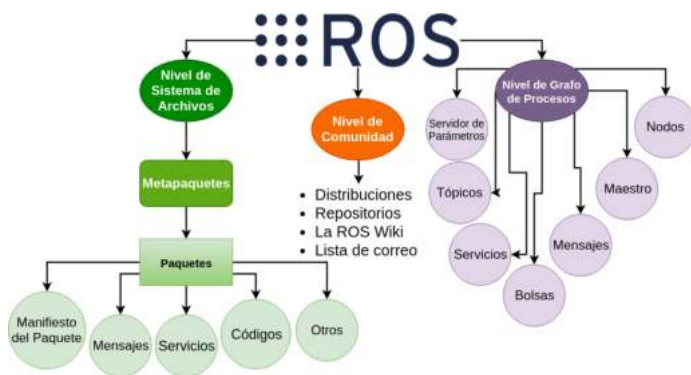 ROS
Nivel de
Sistema de
Archivos
Metapaquetes
Paquetes
Manifiesto
del Paquete
Mensajes
Servicios
Códigos
Otros
Nivel de
Comunidad
• Distribuciones
• Repositorios
• La ROS Wiki
• Lista de correo
Nivel de Grafo
de Procesos
Servidor de
Parámetros
Tópicos
Servicios
Bolsas
Mensajes
Maestro
Nodos